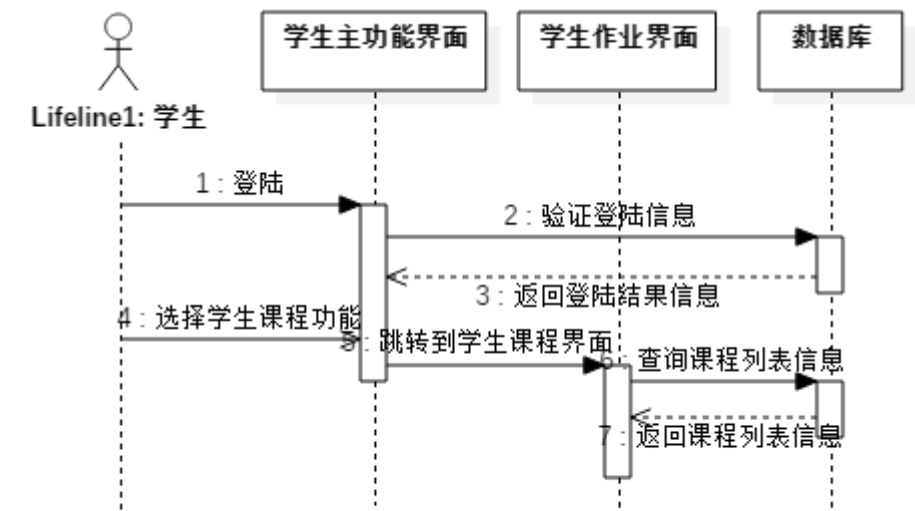 学生主功能界面
学生作业界面
数据库
Lifeline1: 学生
1 : 登陆
2 : 验证登陆信息
3 : 返回登陆结果信息
4 : 选择学生课程功能
5 : 跳转到学生课程界面
6 : 查询课程列表信息
7 : 返回课程列表信息